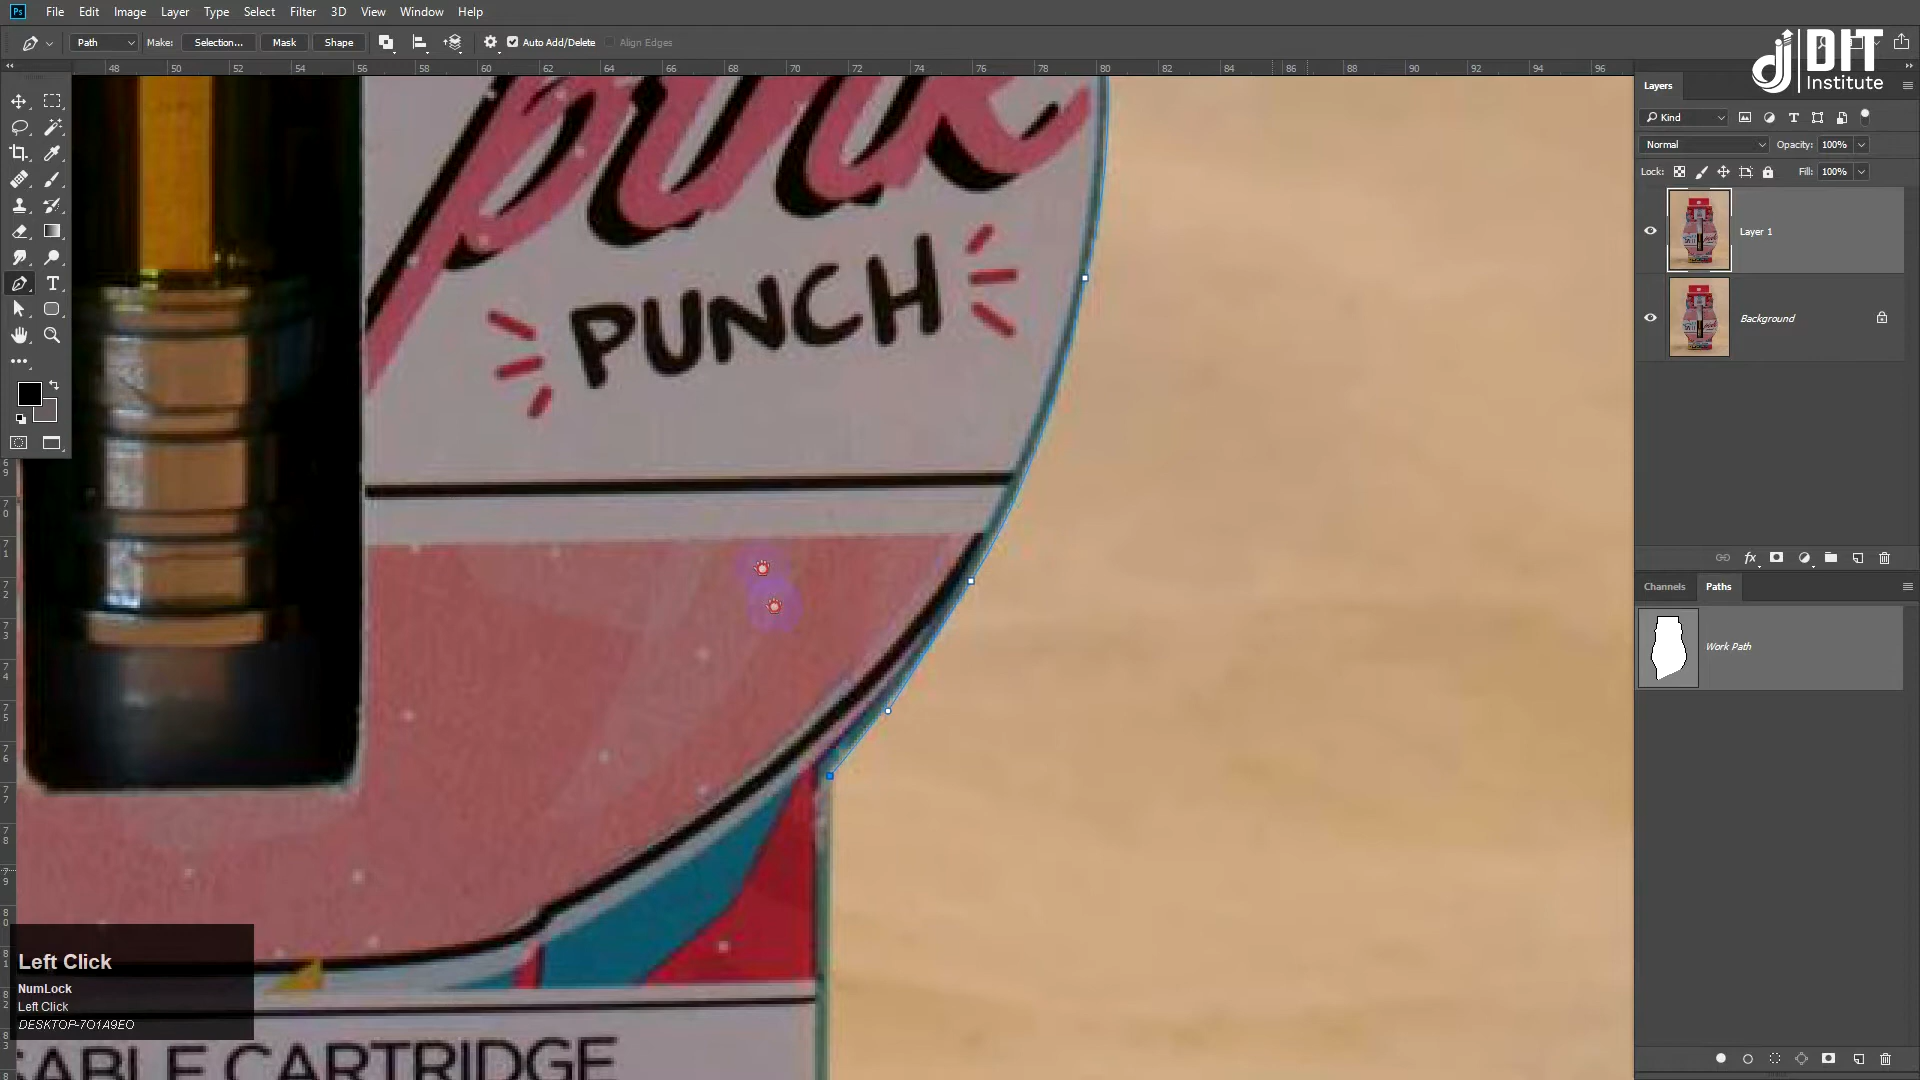 Ps File Edit Image Layer Type Select Filter 3D View Window Help
Path Make: Selection... Mask Shape Auto Add/Delete Align Edges
DIT
Institute
48 50 52 54 56 58 60 62 64 66 68 70 72 74 76 78 80 82 84 86 88 90 92 94 96
Layers
Kind
Normal Opacity: 100%
Lock: Fill: 100%
Layer 1
Background
Channels Paths
Work Path
PUNCH
Left Click
NumLock
Left Click
DESKTOP-7O1A9EO
CARTRIDGE